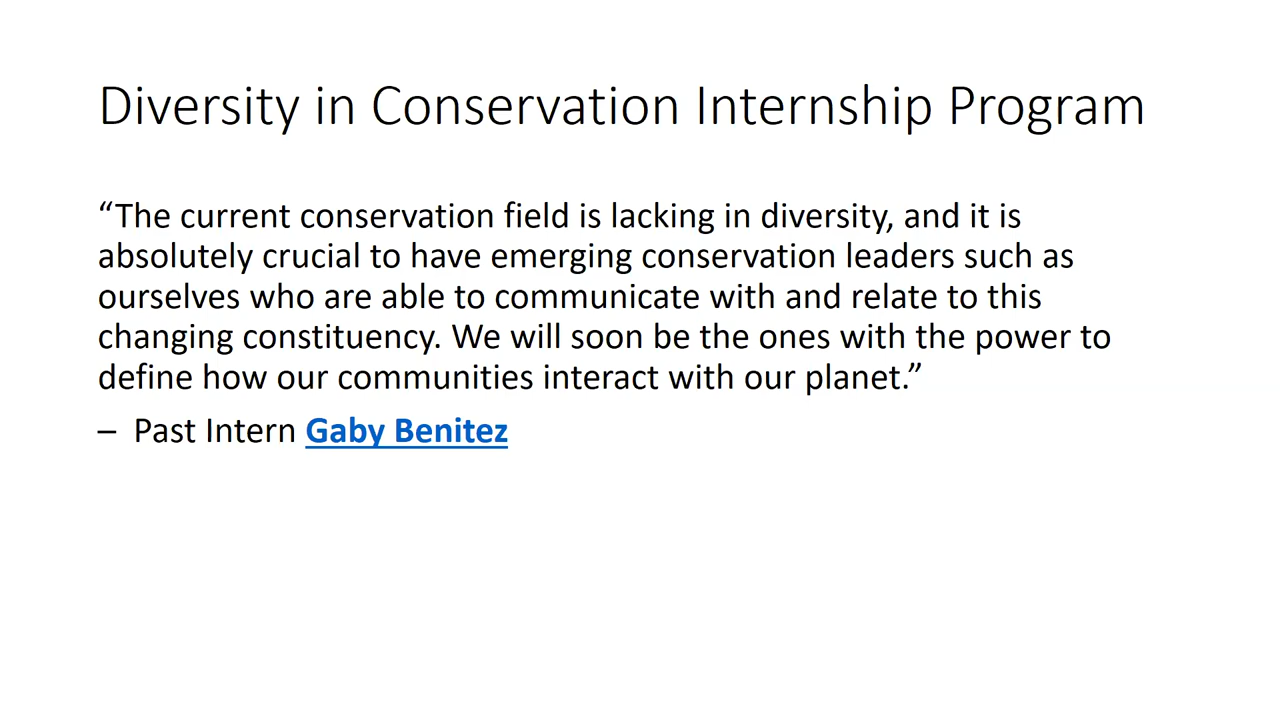 Diversity in Conservation Internship Program
“The current conservation field is lacking in diversity, and it is
absolutely crucial to have emerging conservation leaders such as
ourselves who are able to communicate with and relate to this
changing constituency. We will soon be the ones with the power to
define how our communities interact with our planet.”
– Past Intern Gaby Benitez